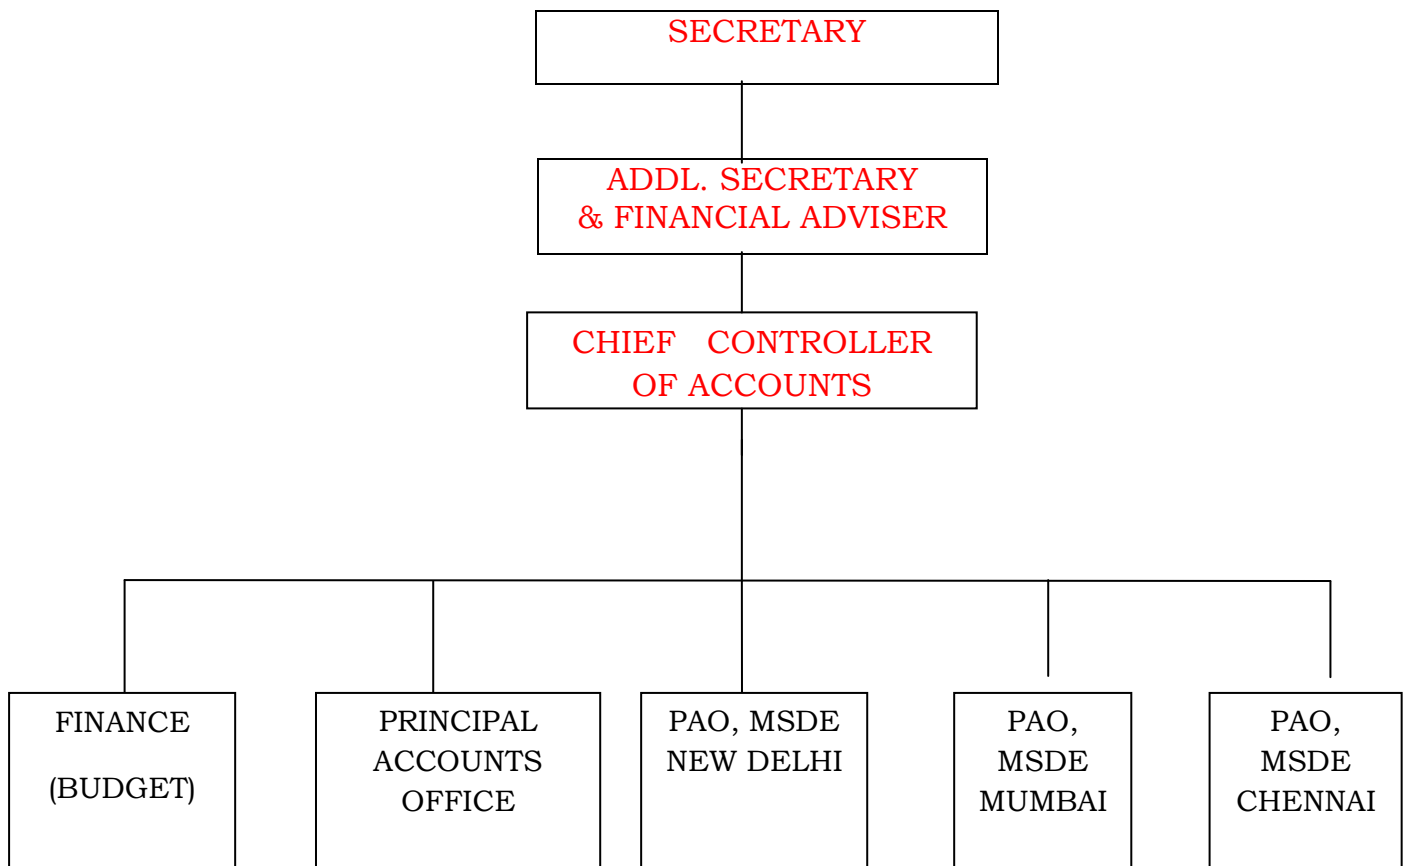 SECRETARY
ADDL. SECRETARY
& FINANCIAL ADVISER
CHIEF CONTROLLER
OF ACCOUNTS
FINANCE
(BUDGET)
PRINCIPAL
ACCOUNTS
OFFICE
PAO, MSDE
NEW DELHI
PAO,
MSDE
MUMBAI
PAO,
MSDE
CHENNAI